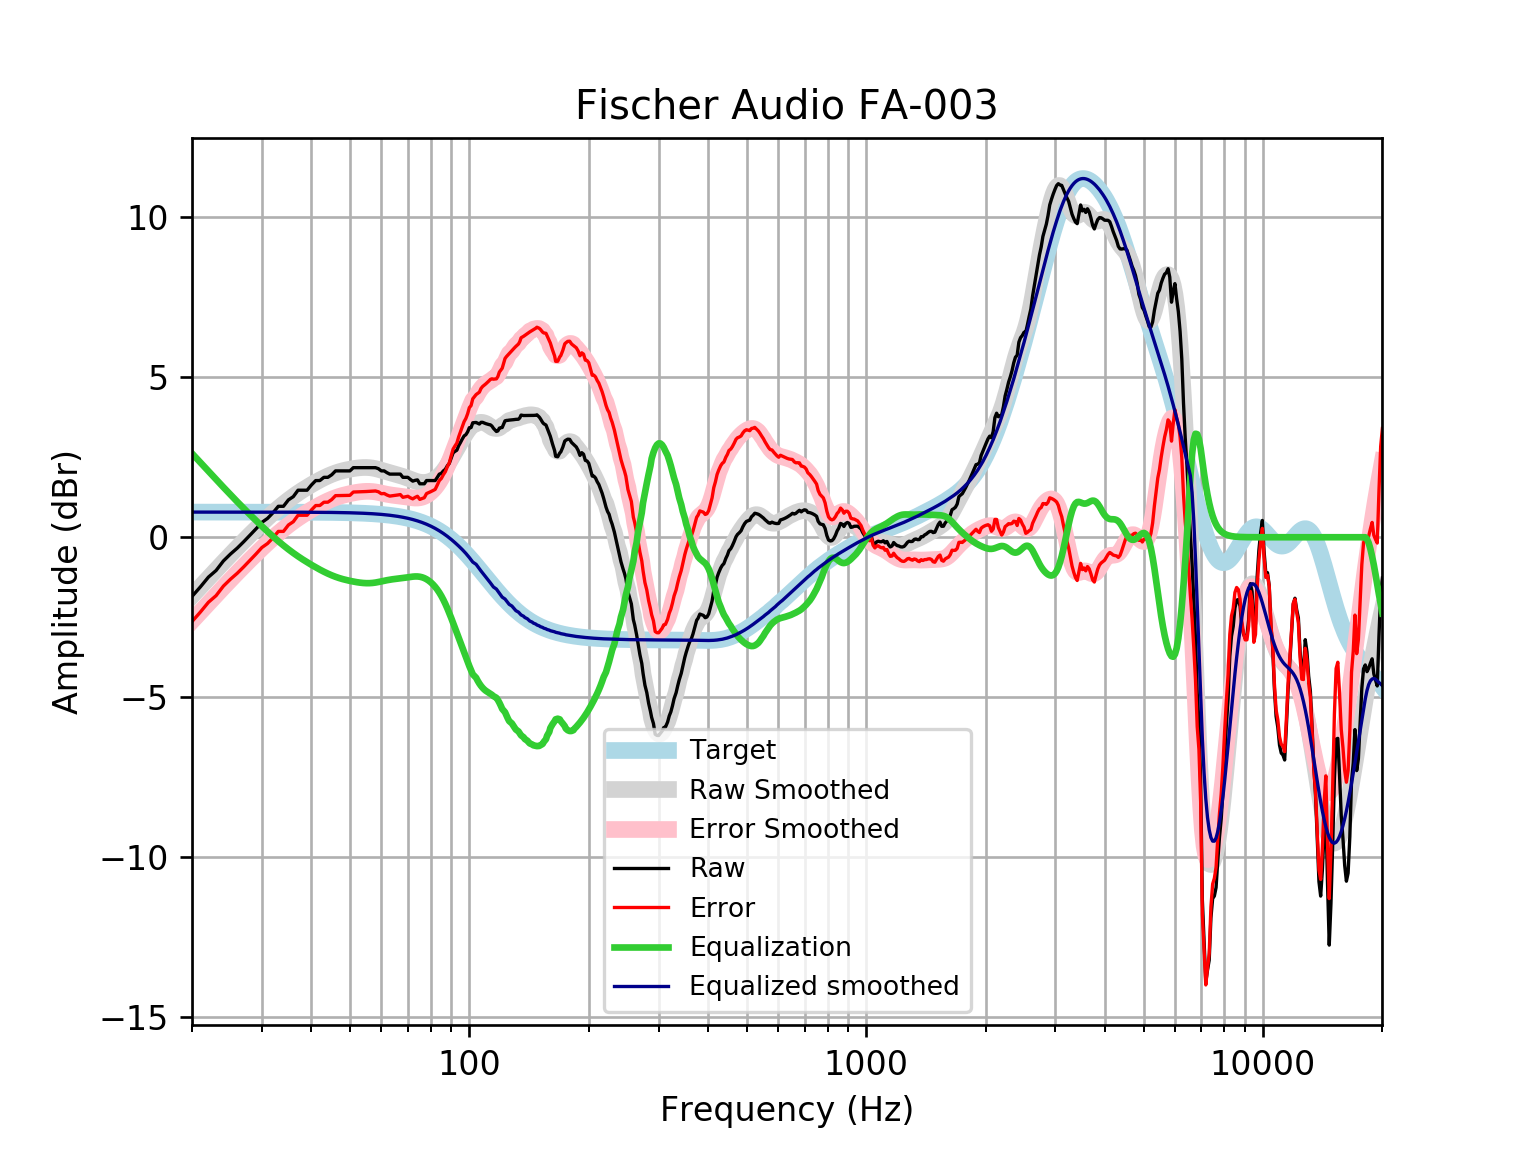 Fischer Audio FA-003
10
5
0
−5
−10
−15
Amplitude (dBr)
Target
Raw Smoothed
Error Smoothed
Raw
Error
Equalization
Equalized smoothed
100 1000 10000
Frequency (Hz)